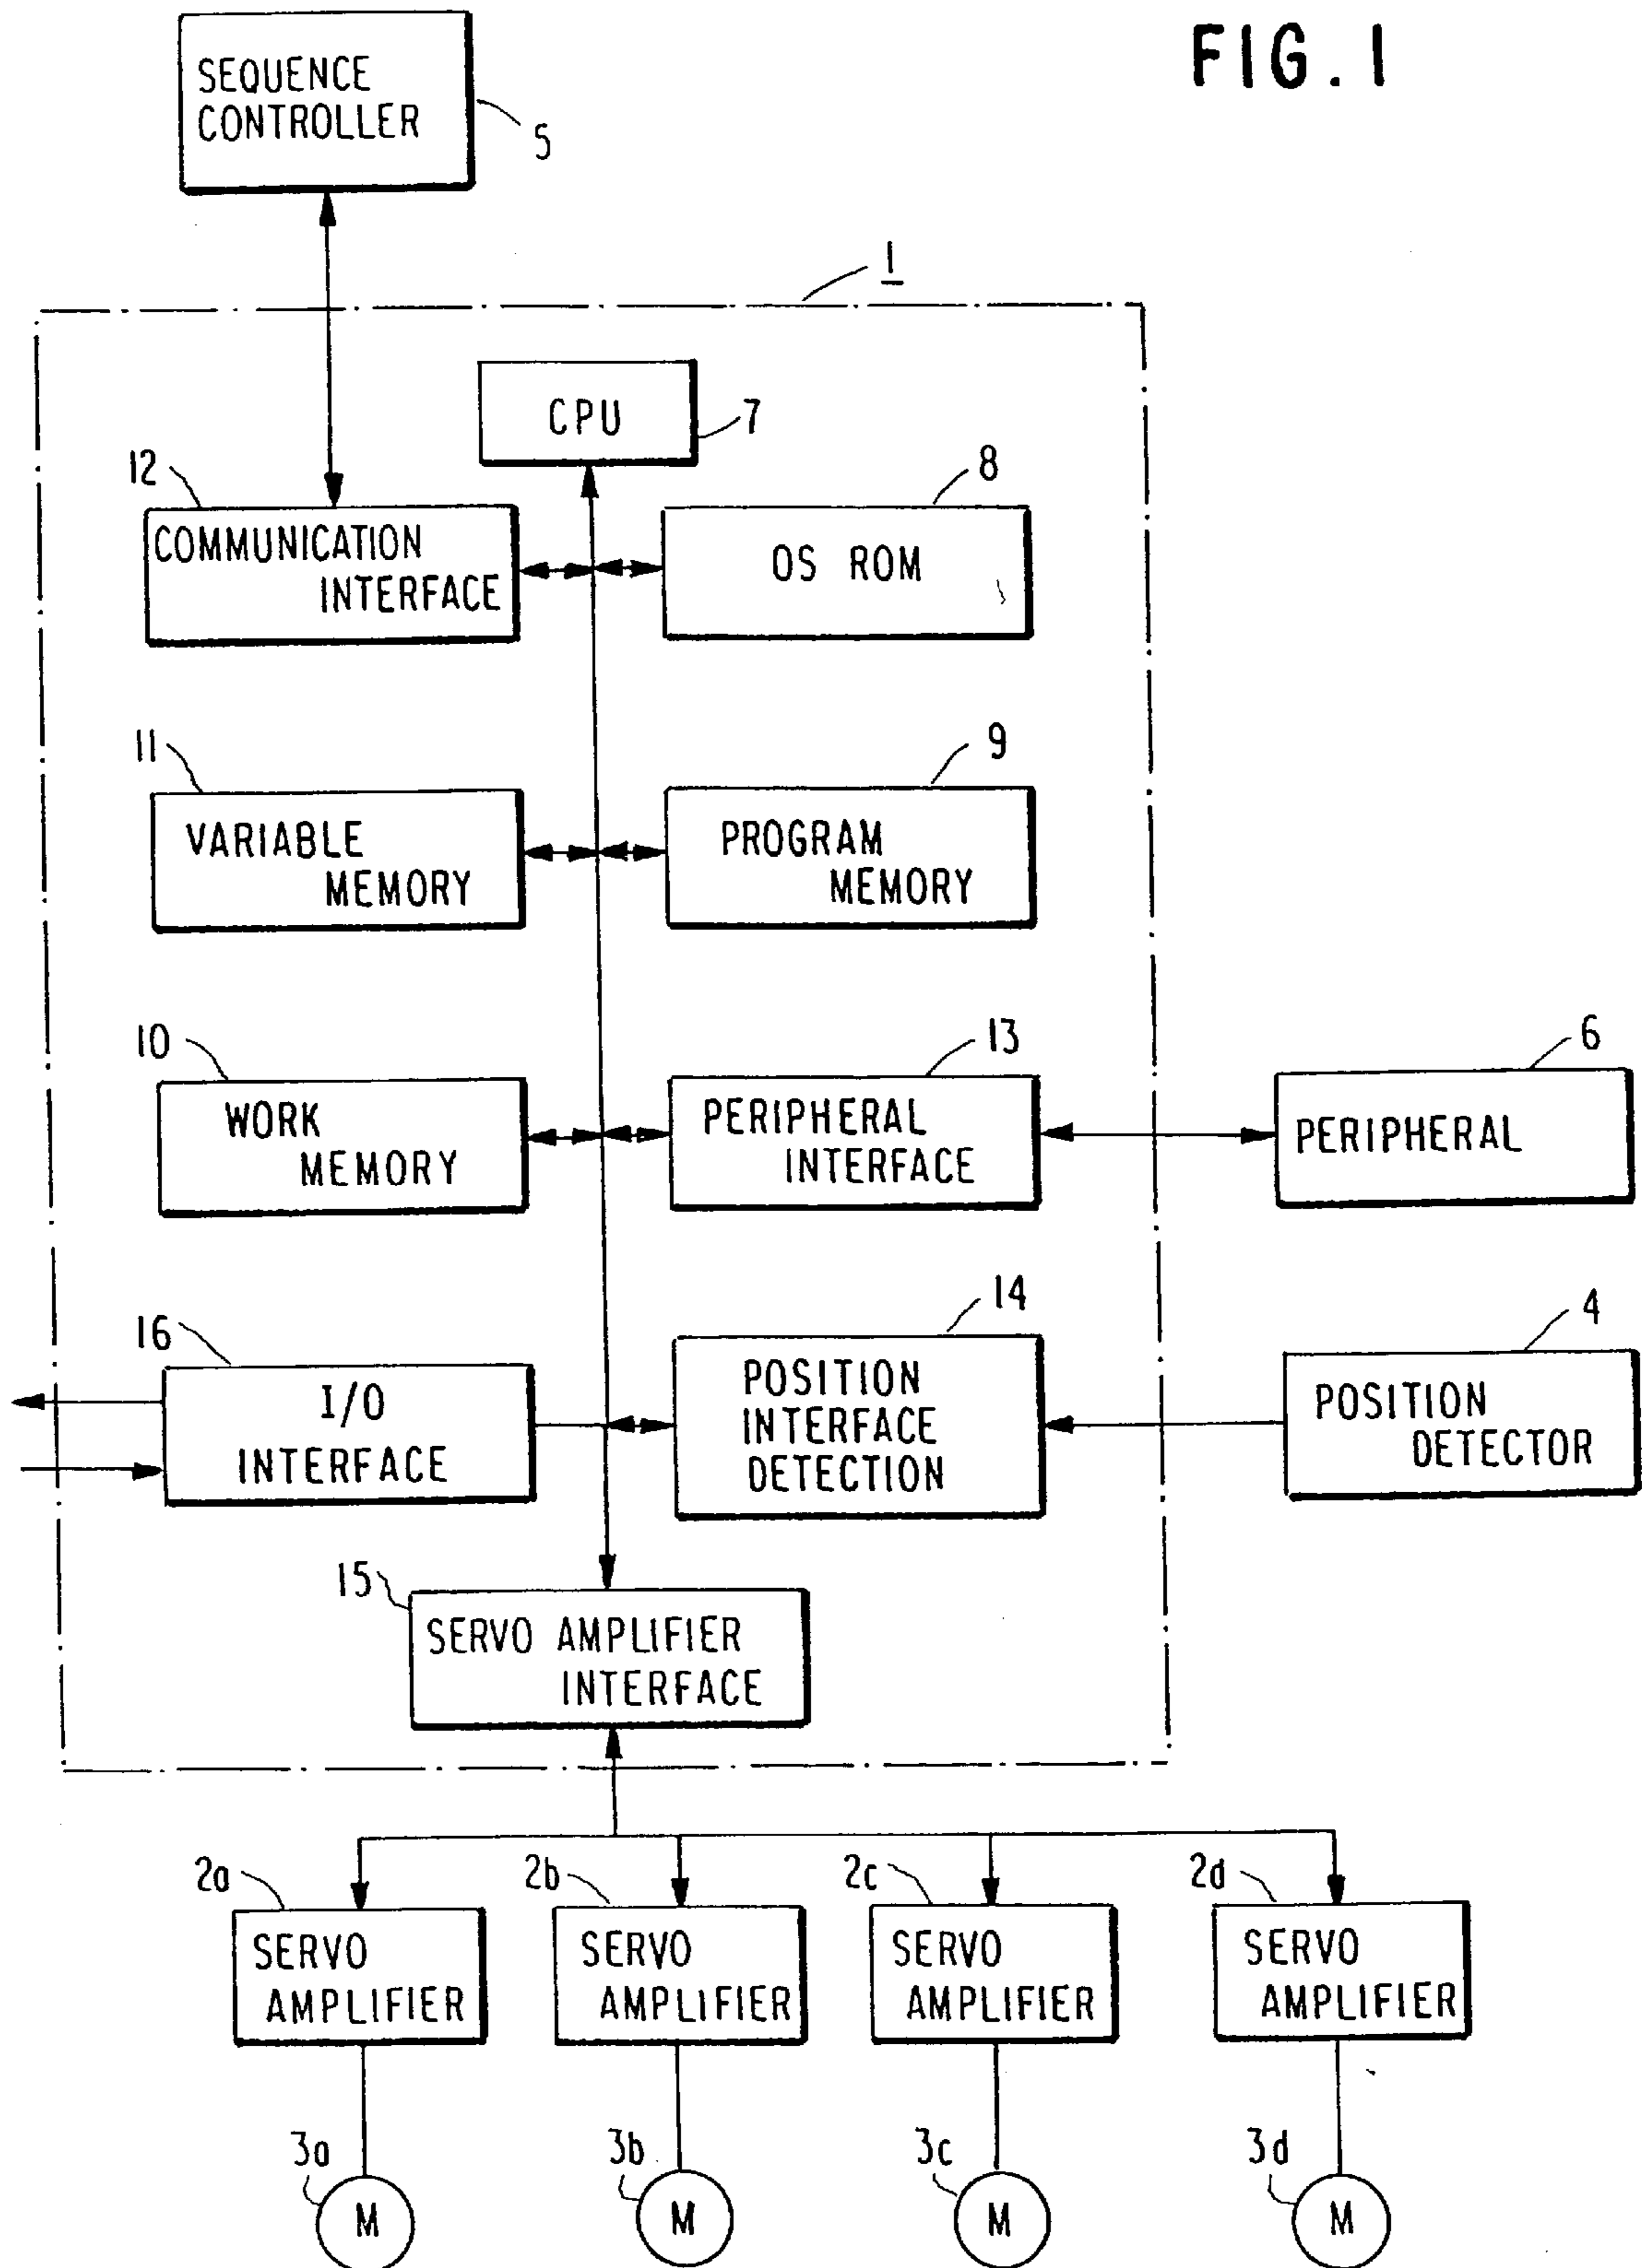 FIG. 1
SEQUENCE
CONTROLLER
5
1
CPU
7
12
COMMUNICATION
INTERFACE
8
OS ROM
11
VARIABLE
MEMORY
9
PROGRAM
MEMORY
10
WORK
MEMORY
13
PERIPHERAL
INTERFACE
6
PERIPHERAL
16
I/O
INTERFACE
14
POSITION
INTERFACE
DETECTION
4
POSITION
DETECTOR
15
SERVO AMPLIFIER
INTERFACE
2a
SERVO
AMPLIFIER
2b
SERVO
AMPLIFIER
2c
SERVO
AMPLIFIER
2d
SERVO
AMPLIFIER
3a
M
3b
M
3c
M
3d
M